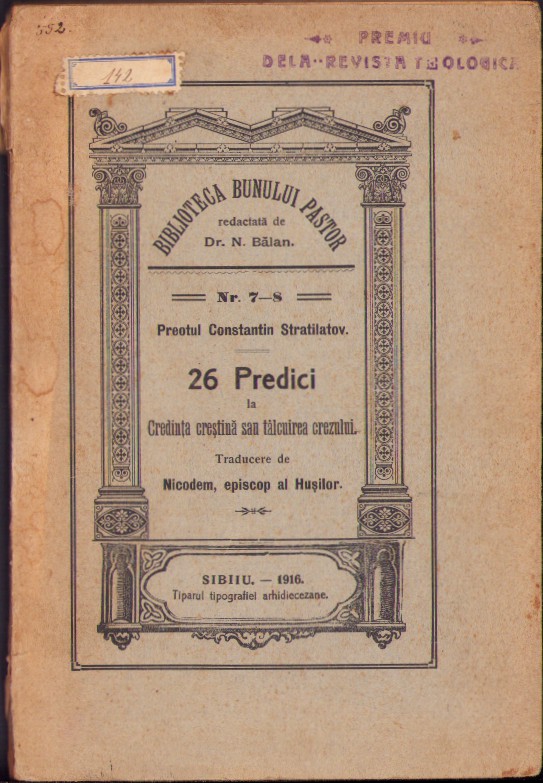 552.
PREMIU
DELA REVISTA TEOLOGICA
142
BIBLIOTECA BUNULUI PASTOR
redactată de
Dr. N. Bălan.
Nr. 7—8
Preotul Constantin Stratilatov.
26 Predici
la
Credința creștină sau tâlcuirea crezului.
Traducere de
Nicodem, episcop al Hușilor.
SIBIIU. — 1916.
Tiparul tipografiei arhidiecezane.